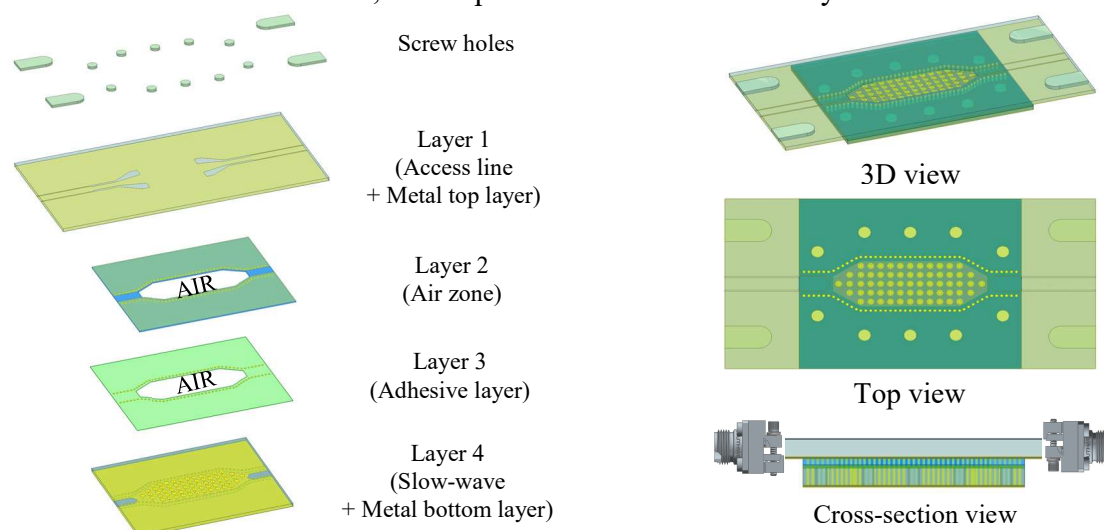 Screw holes
Layer 1
(Access line
+ Metal top layer)
AIR
Layer 2
(Air zone)
AIR
Layer 3
(Adhesive layer)
Layer 4
(Slow-wave
+ Metal bottom layer)
3D view
Top view
Cross-section view